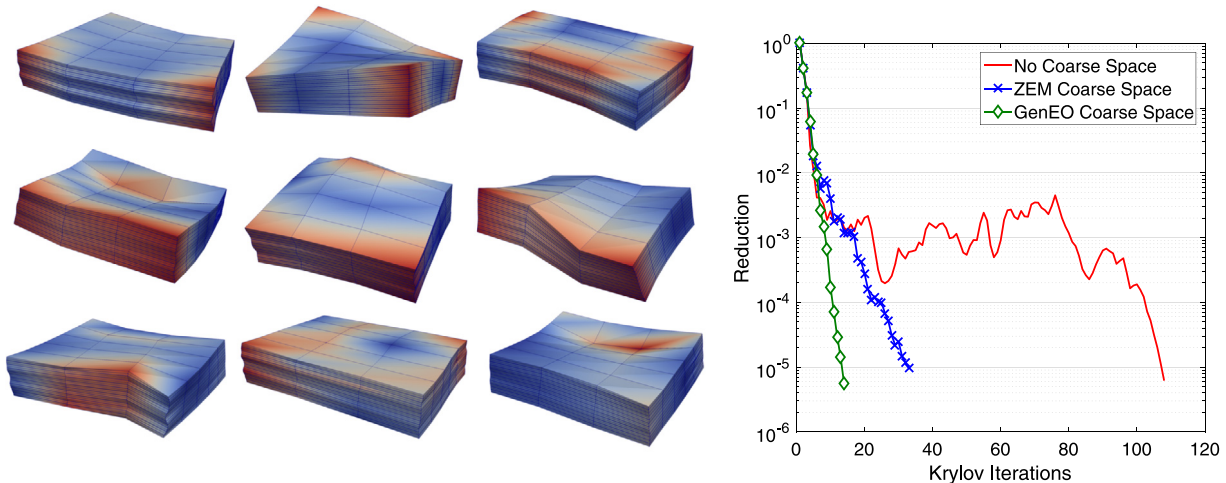 10^0
10^-1
10^-2
10^-3
10^-4
10^-5
10^-6
Reduction
No Coarse Space
ZEM Coarse Space
GenEO Coarse Space
0 20 40 60 80 100 120
Krylov Iterations